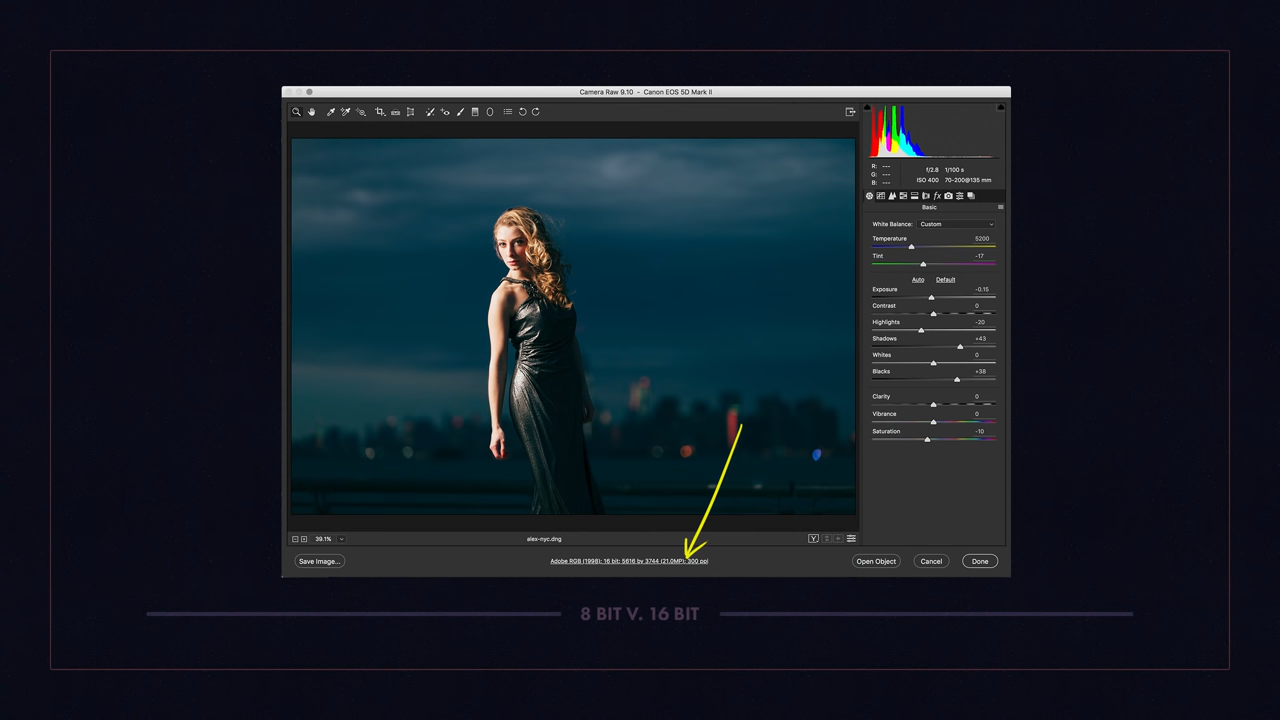 Camera Raw 9.10 - Canon EOS 5D Mark II
R: ---
G: ---
B: ---
f/2.8 1/100 s
ISO 400 70-200@135 mm
fx
Basic
White Balance: Custom
Temperature 5200
Tint -17
Auto Default
Exposure -0.15
Contrast 0
Highlights -20
Shadows +43
Whites 0
Blacks +38
Clarity 0
Vibrance 0
Saturation -10
39.1%
alex-nyc.dng
Y
Save Image...
Adobe RGB (1998); 16 bit; 5616 by 3744 (21.0MP); 300 ppi
Open Object
Cancel
Done
8 BIT V. 16 BIT